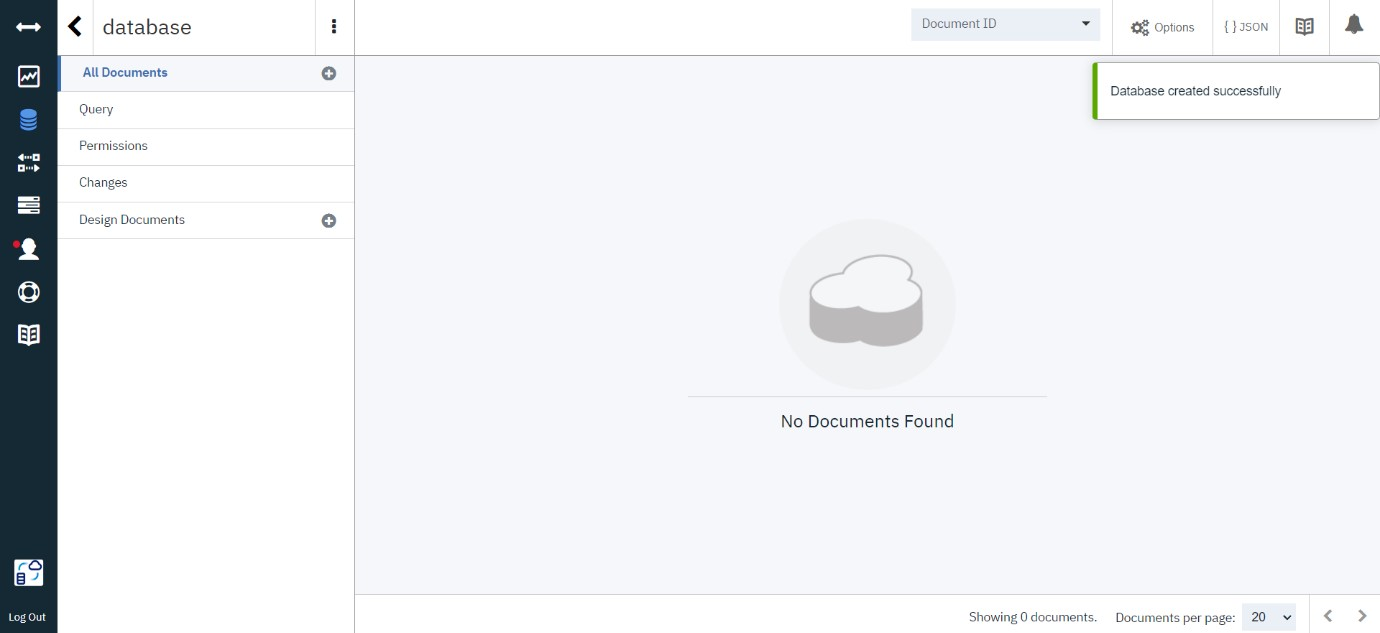 database
Document ID
Options
{ } JSON
All Documents
Database created successfully
Query
Permissions
Changes
Design Documents
No Documents Found
Log Out
Showing 0 documents.
Documents per page:
20